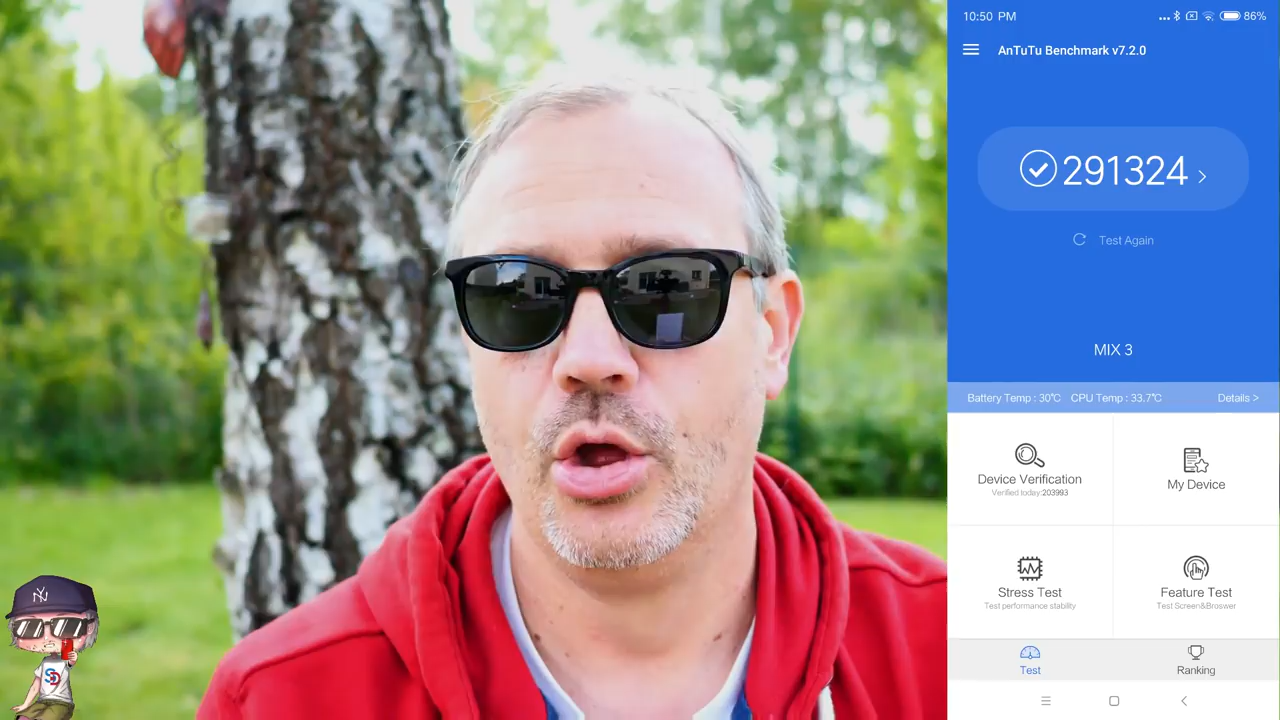 10:50 PM
86%
AnTuTu Benchmark v7.2.0
291324
Test Again
MIX 3
Battery Temp : 30℃ CPU Temp : 33.7℃ Details >
Device Verification
Verified today:203993
My Device
Stress Test
Test performance stability
Feature Test
Test Screen&Broswer
Test
Ranking
NY
SD